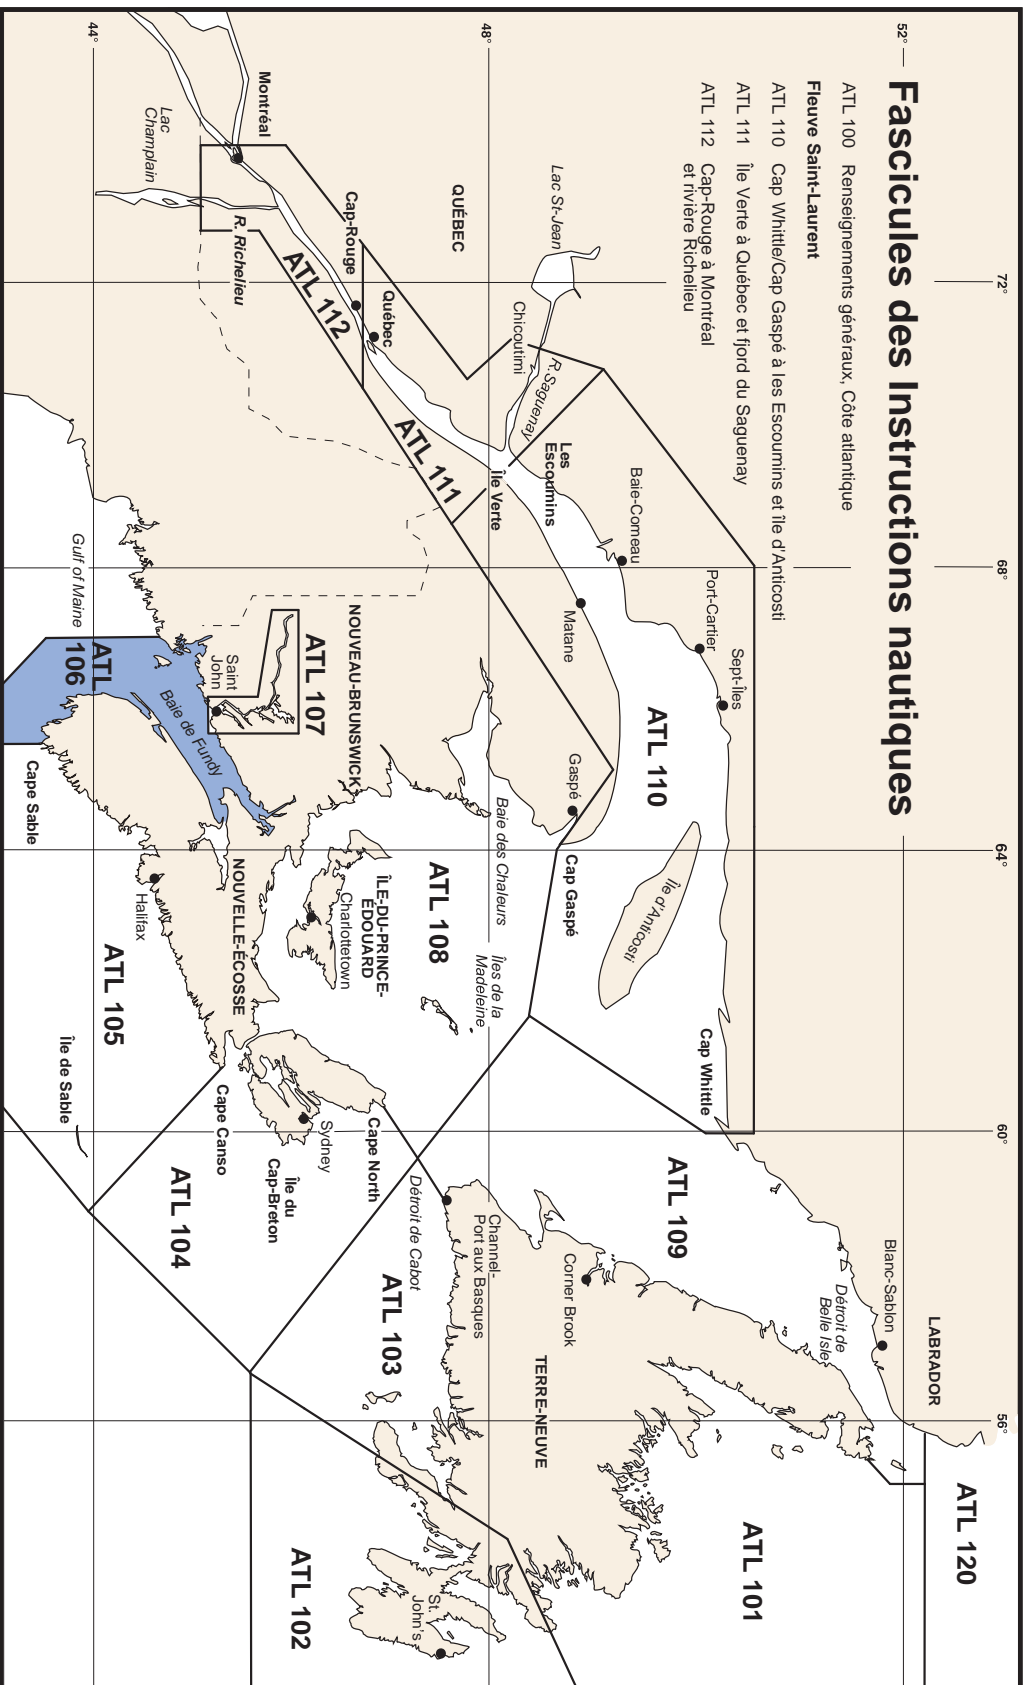 Fascicules des Instructions nautiques
ATL 100 Renseignements généraux, Côte atlantique
Fleuve Saint-Laurent
ATL 110 Cap Whittle/Cap Gaspé à les Escoumins et île d'Anticosti
ATL 111 Île Verte à Québec et fjord du Saguenay
ATL 112 Cap-Rouge à Montréal
et rivière Richelieu
72°
68°
64°
60°
56°
52°
48°
44°
ATL 120
LABRADOR
Blanc-Sablon
Détroit de
Belle Isle
ATL 101
Port-Cartier
Sept-Îles
Cap Whittle
ATL 109
Baie-Comeau
ATL 110
Île d'Anticosti
Lac St-Jean
Chicoutimi
R. Saguenay
Les
Escoumins
Matane
Gaspé
Cap Gaspé
Corner Brook
TERRE-NEUVE
QUÉBEC
Île Verte
Baie des Chaleurs
Îles de la
Madeleine
Channel-
Port aux Basques
Québec
Cap-Rouge
ATL 111
ATL 112
ATL 108
Détroit de Cabot
ATL 103
St.
John's
NOUVEAU-BRUNSWICK
ÎLE-DU-PRINCE-
ÉDOUARD
Charlottetown
Cape North
Sydney
ATL 102
ATL 107
Île du
Cap-Breton
Montréal
R. Richelieu
Saint
John
NOUVELLE-ÉCOSSE
Cape Canso
Baie de Fundy
ATL 104
Lac
Champlain
Halifax
ATL 105
Gulf of Maine
ATL
106
Île de Sable
Cape Sable